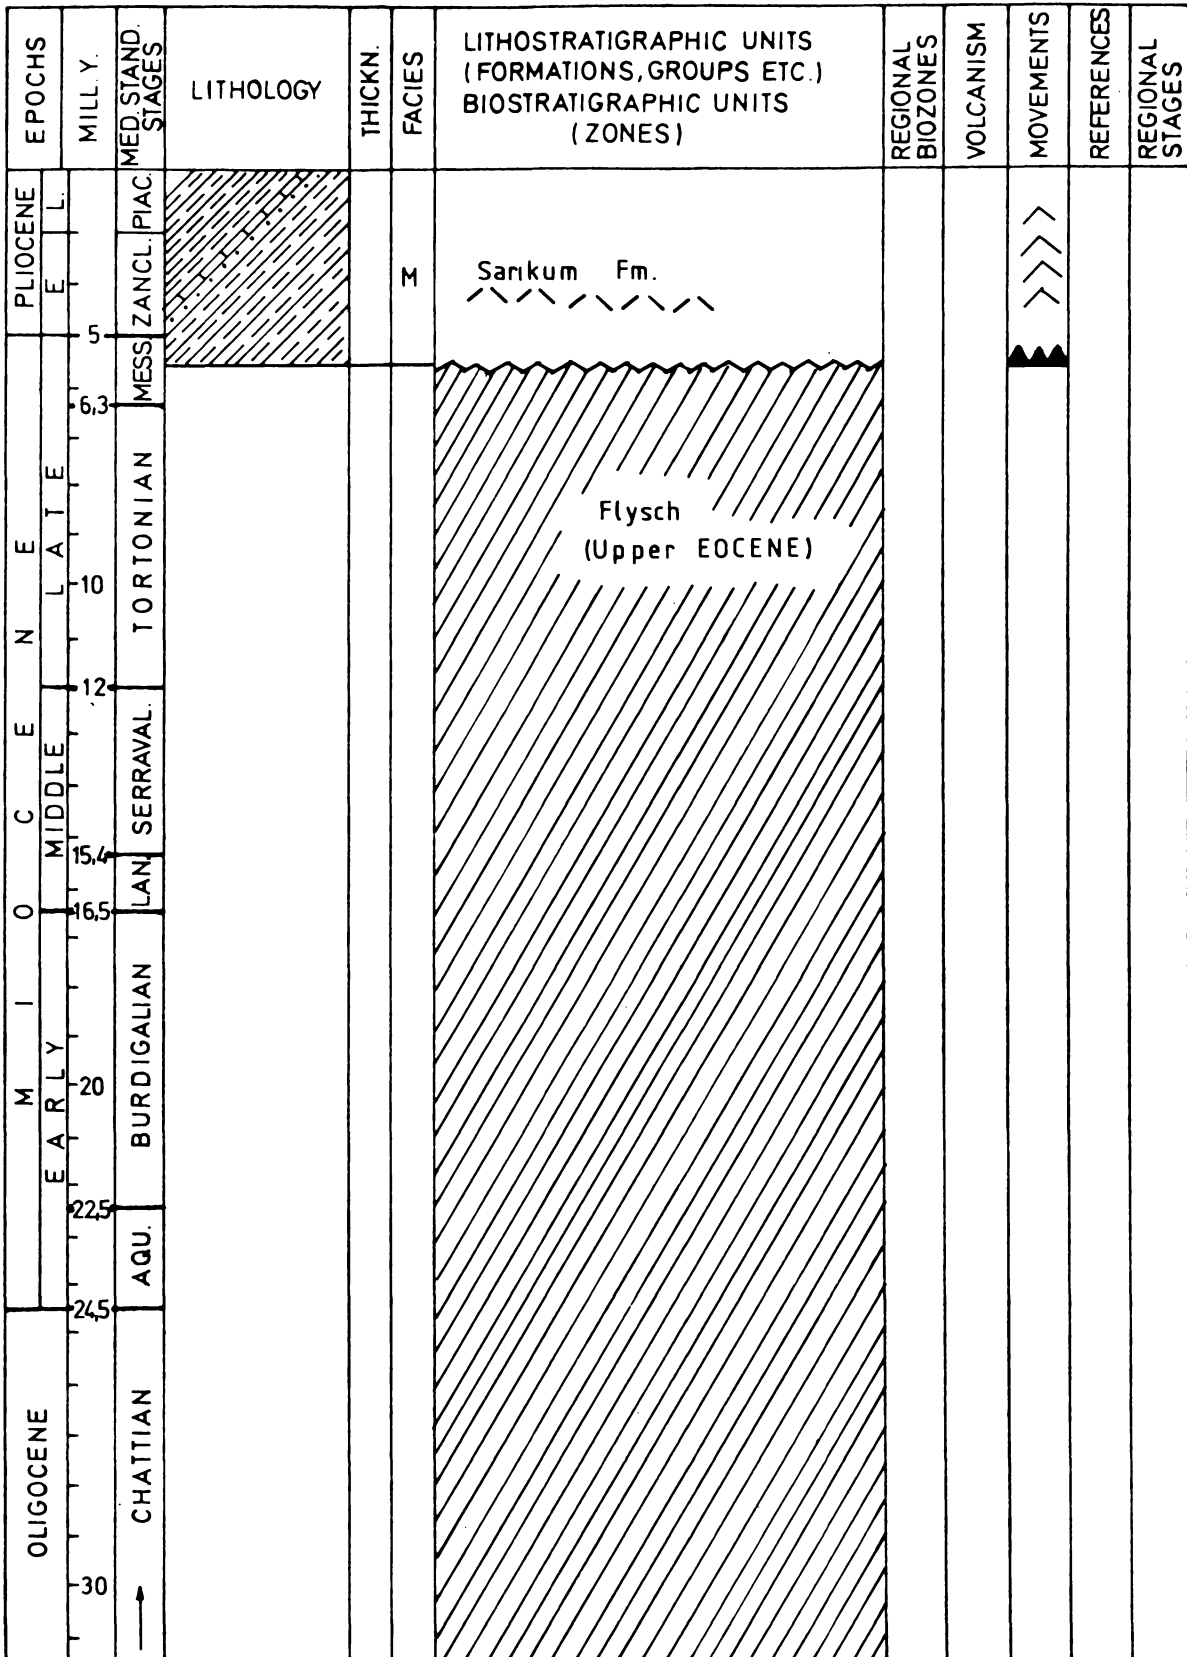 EPOCHS
MILL.Y.
MED.STAND.
STAGES
LITHOLOGY
THICKN.
FACIES
LITHOSTRATIGRAPHIC UNITS
(FORMATIONS, GROUPS ETC.)
BIOSTRATIGRAPHIC UNITS
(ZONES)
REGIONAL
BIOZONES
VOLCANISM
MOVEMENTS
REFERENCES
REGIONAL
STAGES
PLIOCENE
L.
E
PIAC.
ZANCL.
M
Sarıkum Fm.
5
MESS.
6,3
MIOCENE
LATE
TORTONIAN
Flysch
(Upper EOCENE)
10
12
MIDDLE
SERRAVAL.
15,4
LAN.
16,5
EARLY
BURDIGALIAN
20
22,5
AQU.
24,5
OLIGOCENE
CHATTIAN
30